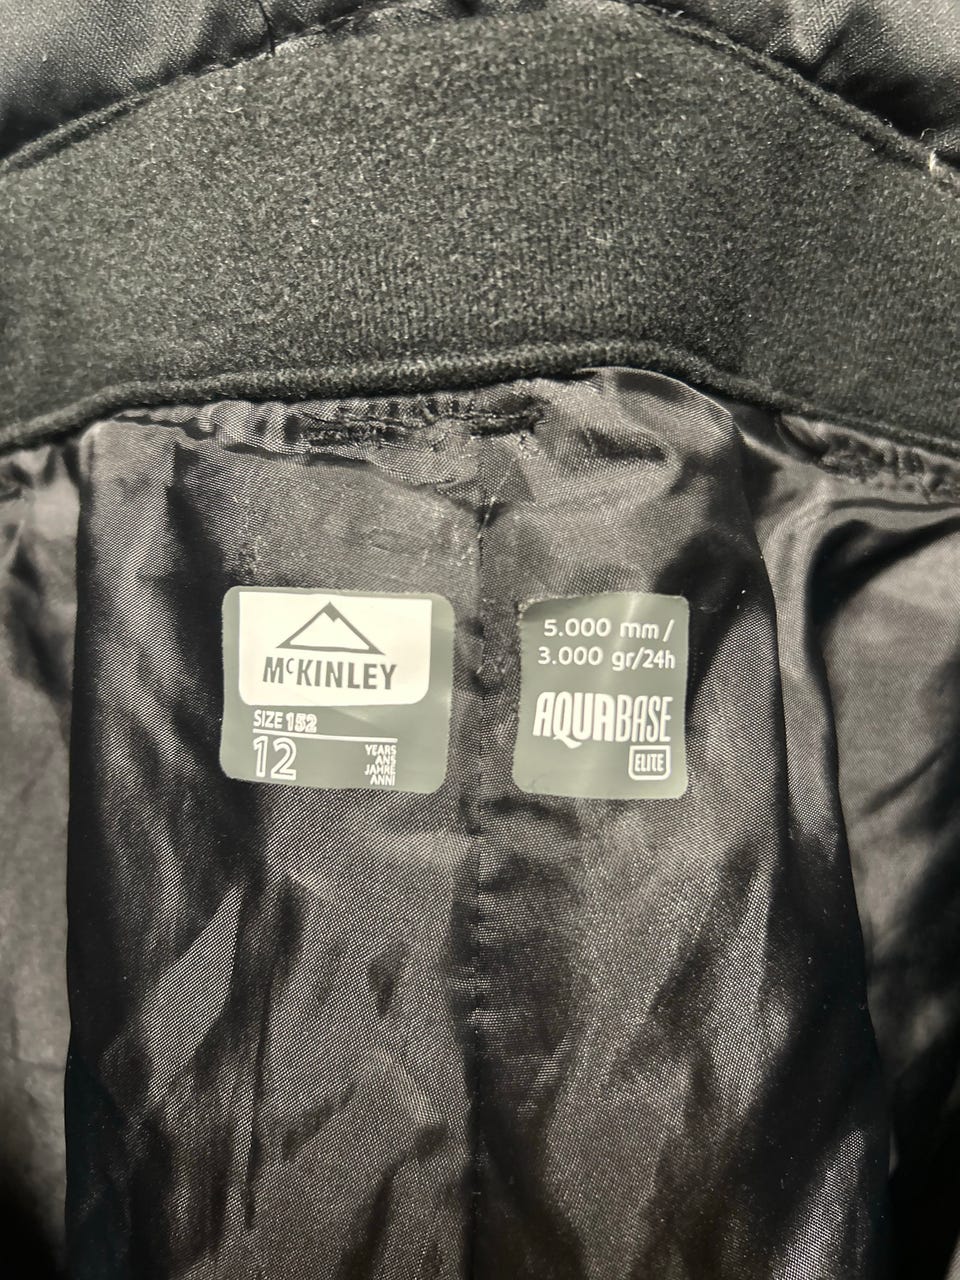 McKINLEY
SIZE 152
12
YEARS
ANS
JAHRE
ANNI
5.000 mm/
3.000 gr/24h
AQUABASE
ELITE